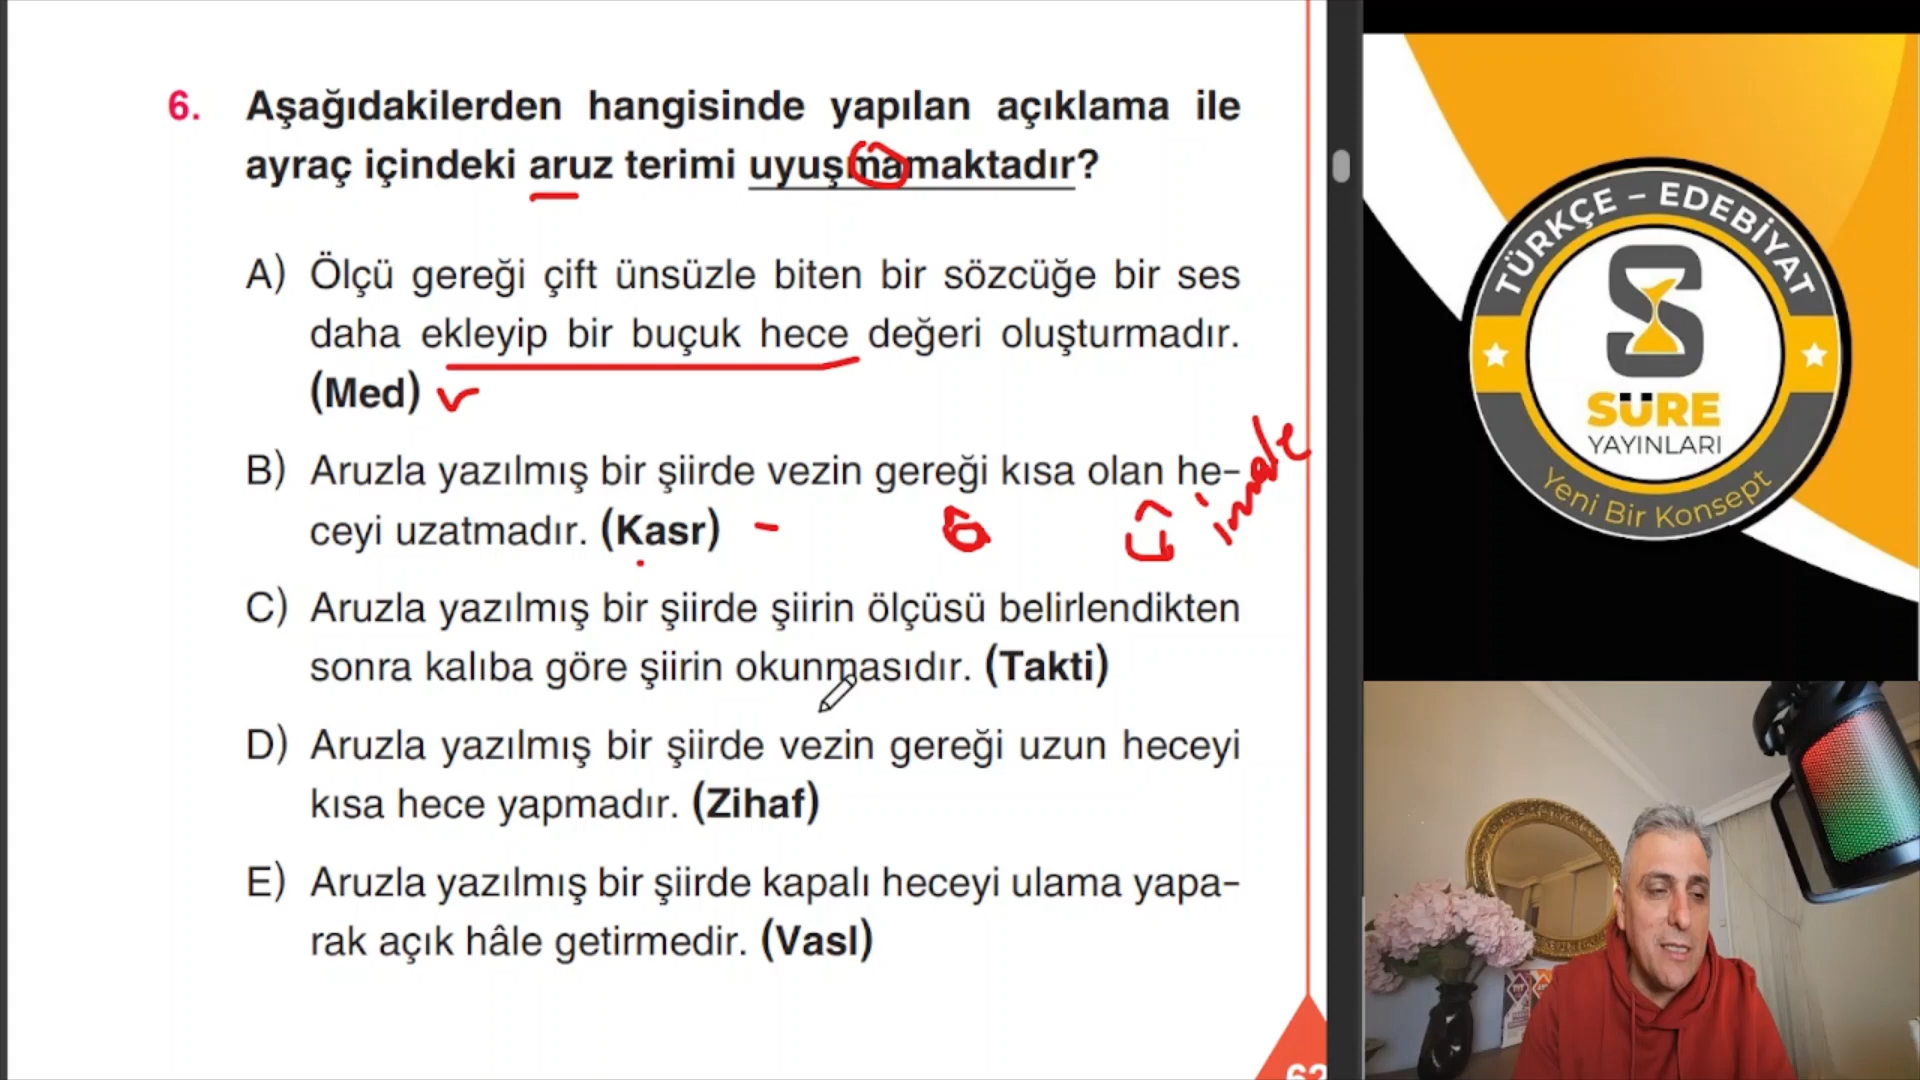 6. Aşağıdakilerden hangisinde yapılan açıklama ile
ayraç içindeki aruz terimi uyuşmamaktadır?
A) Ölçü gereği çift ünsüzle biten bir sözcüğe bir ses
daha ekleyip bir buçuk hece değeri oluşturmadır.
(Med)
B) Aruzla yazılmış bir şiirde vezin gereği kısa olan he-
ceyi uzatmadır. (Kasr)
imale
C) Aruzla yazılmış bir şiirde şiirin ölçüsü belirlendikten
sonra kalıba göre şiirin okunmasıdır. (Takti)
D) Aruzla yazılmış bir şiirde vezin gereği uzun heceyi
kısa hece yapmadır. (Zihaf)
E) Aruzla yazılmış bir şiirde kapalı heceyi ulama yapa-
rak açık hâle getirmedir. (Vasl)
TÜRKÇE – EDEBİYAT
SÜRE
YAYINLARI
Yeni Bir Konsept